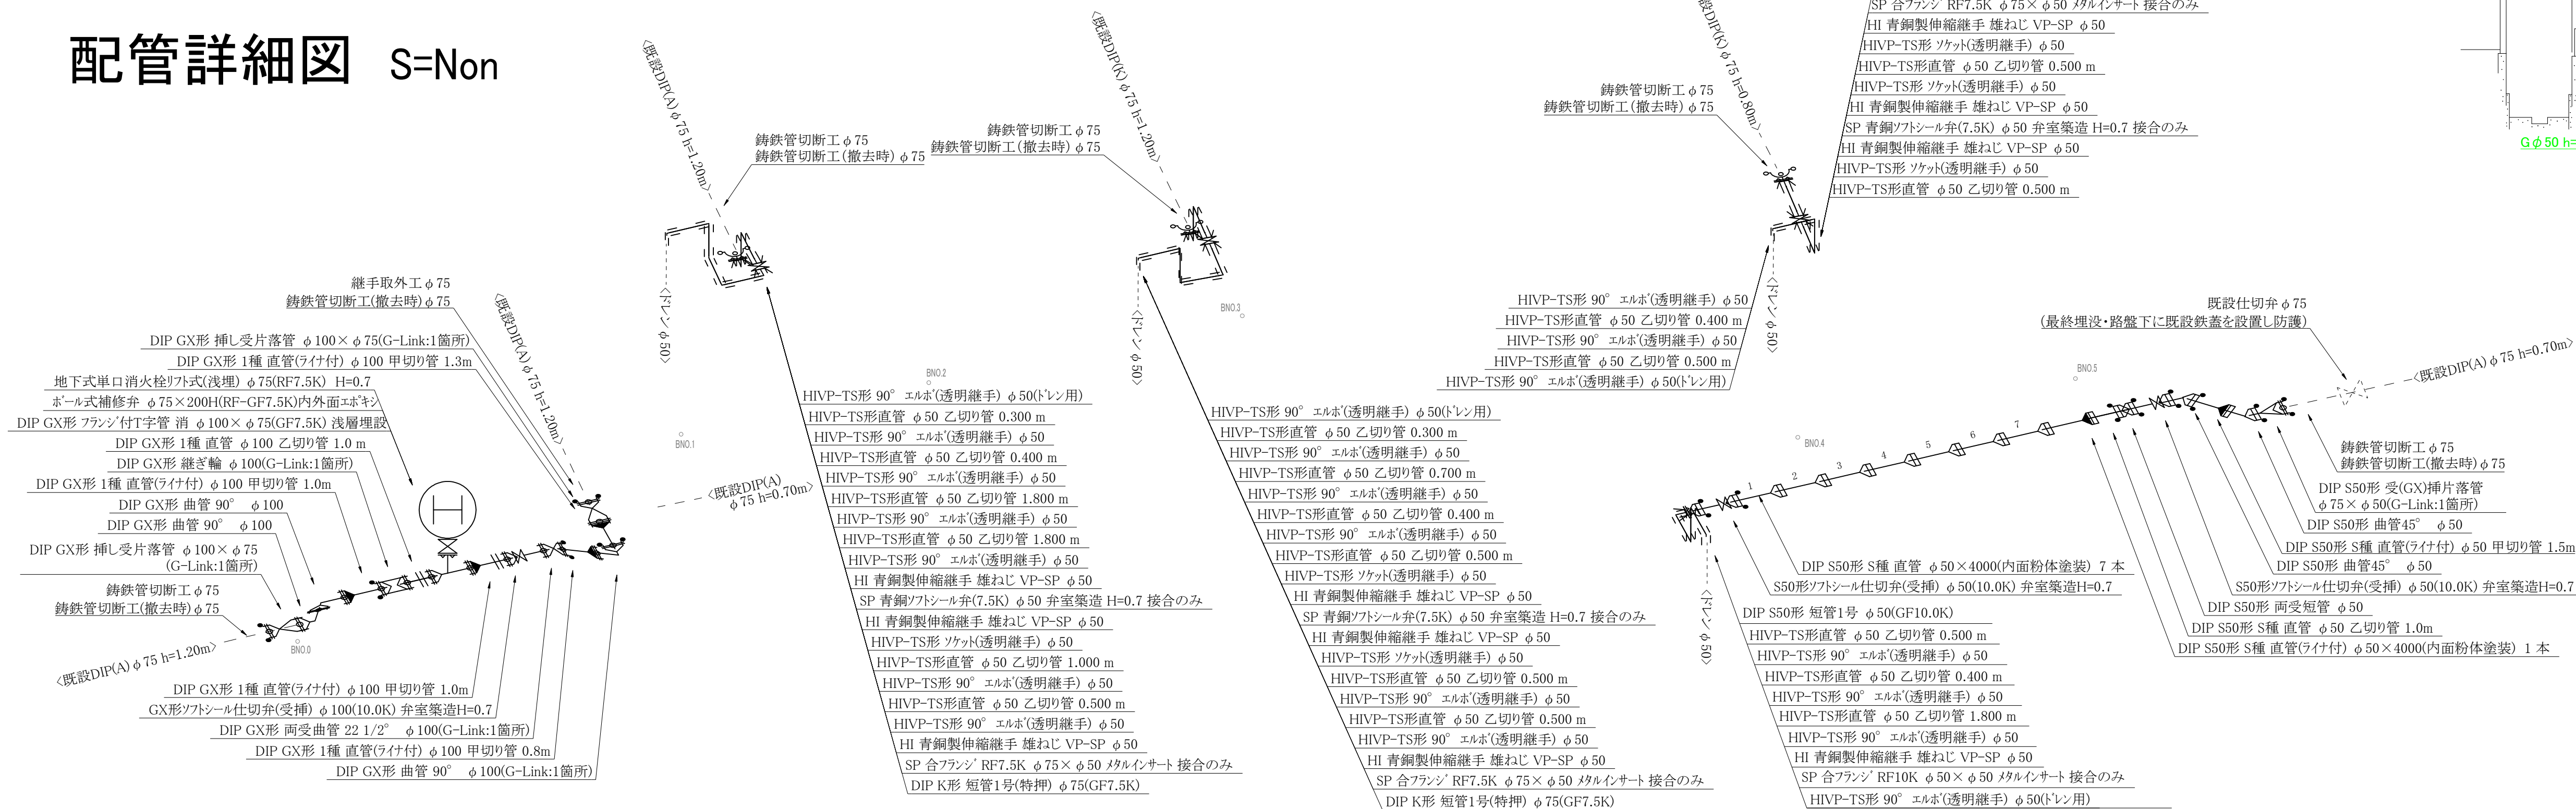 配管詳細図 S=Non
<既設DIP(A)φ75 h=1.20m>
鋳鉄管切断工φ75
鋳鉄管切断工(撤去時)φ75
<既設DIP(K)φ75 h=1.20m>
鋳鉄管切断工φ75
鋳鉄管切断工(撤去時)φ75
継手取外工φ75
鋳鉄管切断工(撤去時)φ75
<既設DIP(A)φ75 h=1.20m>
DIP GX形 挿し受片落管 φ100×φ75(G-Link:1箇所)
DIP GX形 1種 直管(ライナ付) φ100 甲切り管 1.3m
地下式単口消火栓リフト式(浅埋) φ75(RF7.5K) H=0.7
ボール式補修弁 φ75×200H(RF-GF7.5K)内外面エポキシ
DIP GX形 フランジ付T字管 消 φ100×φ75(GF7.5K) 浅層埋設
DIP GX形 1種 直管 φ100 乙切り管 1.0 m
DIP GX形 継ぎ輪 φ100(G-Link:1箇所)
DIP GX形 1種 直管(ライナ付) φ100 甲切り管 1.0m
DIP GX形 曲管 90° φ100
DIP GX形 曲管 90° φ100
DIP GX形 挿し受片落管 φ100×φ75
(G-Link:1箇所)
鋳鉄管切断工φ75
鋳鉄管切断工(撤去時)φ75
<既設DIP(A)φ75 h=1.20m>
BNO.0
DIP GX形 1種 直管(ライナ付) φ100 甲切り管 1.0m
GX形ソフトシール仕切弁(受挿) φ100(10.0K) 弁室築造H=0.7
DIP GX形 両受曲管 22 1/2° φ100(G-Link:1箇所)
DIP GX形 1種 直管(ライナ付) φ100 甲切り管 0.8m
DIP GX形 曲管 90° φ100(G-Link:1箇所)
<ドレンφ50>
BNO.1
BNO.2
<既設DIP(A)
φ75 h=0.70m>
HIVP-TS形 90° エルボ(透明継手) φ50(ドレン用)
HIVP-TS形直管 φ50 乙切り管 0.300 m
HIVP-TS形 90° エルボ(透明継手) φ50
HIVP-TS形直管 φ50 乙切り管 0.400 m
HIVP-TS形 90° エルボ(透明継手) φ50
HIVP-TS形直管 φ50 乙切り管 1.800 m
HIVP-TS形 90° エルボ(透明継手) φ50
HIVP-TS形直管 φ50 乙切り管 1.800 m
HIVP-TS形 90° エルボ(透明継手) φ50
HI 青銅製伸縮継手 雄ねじ VP-SP φ50
SP 青銅ソフトシール弁(7.5K) φ50 弁室築造 H=0.7 接合のみ
HI 青銅製伸縮継手 雄ねじ VP-SP φ50
HIVP-TS形 ソケット(透明継手) φ50
HIVP-TS形直管 φ50 乙切り管 1.000 m
HIVP-TS形 90° エルボ(透明継手) φ50
HIVP-TS形直管 φ50 乙切り管 0.500 m
HIVP-TS形 90° エルボ(透明継手) φ50
HI 青銅製伸縮継手 雄ねじ VP-SP φ50
SP 合フランジ RF7.5K φ75×φ50 メタルインサート 接合のみ
DIP K形 短管1号(特押) φ75(GF7.5K)
<ドレンφ50>
BNO.3
HIVP-TS形 90° エルボ(透明継手) φ50(ドレン用)
HIVP-TS形直管 φ50 乙切り管 0.300 m
HIVP-TS形 90° エルボ(透明継手) φ50
HIVP-TS形直管 φ50 乙切り管 0.700 m
HIVP-TS形 90° エルボ(透明継手) φ50
HIVP-TS形直管 φ50 乙切り管 0.400 m
HIVP-TS形 90° エルボ(透明継手) φ50
HIVP-TS形直管 φ50 乙切り管 0.500 m
HIVP-TS形 ソケット(透明継手) φ50
HI 青銅製伸縮継手 雄ねじ VP-SP φ50
SP 青銅ソフトシール弁(7.5K) φ50 弁室築造 H=0.7 接合のみ
HI 青銅製伸縮継手 雄ねじ VP-SP φ50
HIVP-TS形 ソケット(透明継手) φ50
HIVP-TS形直管 φ50 乙切り管 0.500 m
HIVP-TS形 90° エルボ(透明継手) φ50
HIVP-TS形直管 φ50 乙切り管 0.500 m
HIVP-TS形 90° エルボ(透明継手) φ50
HI 青銅製伸縮継手 雄ねじ VP-SP φ50
SP 合フランジ RF7.5K φ75×φ50 メタルインサート 接合のみ
DIP K形 短管1号(特押) φ75(GF7.5K)
設DIP(K)φ75 h=0.80m>
鋳鉄管切断工φ75
鋳鉄管切断工(撤去時)φ75
SP 合フランジ RF7.5K φ75×φ50 メタルインサート 接合のみ
HI 青銅製伸縮継手 雄ねじ VP-SP φ50
HIVP-TS形 ソケット(透明継手) φ50
HIVP-TS形直管 φ50 乙切り管 0.500 m
HIVP-TS形 ソケット(透明継手) φ50
HI 青銅製伸縮継手 雄ねじ VP-SP φ50
SP 青銅ソフトシール弁(7.5K) φ50 弁室築造 H=0.7 接合のみ
HI 青銅製伸縮継手 雄ねじ VP-SP φ50
HIVP-TS形 ソケット(透明継手) φ50
HIVP-TS形直管 φ50 乙切り管 0.500 m
Gφ50 h=
HIVP-TS形 90° エルボ(透明継手) φ50
HIVP-TS形直管 φ50 乙切り管 0.400 m
HIVP-TS形 90° エルボ(透明継手) φ50
HIVP-TS形直管 φ50 乙切り管 0.500 m
HIVP-TS形 90° エルボ(透明継手) φ50(ドレン用)
<ドレンφ50>
既設仕切弁φ75
(最終埋没・路盤下に既設鉄蓋を設置し防護)
<既設DIP(A)φ75 h=0.70m>
BNO.4
BNO.5
1 2 3 4 5 6 7
鋳鉄管切断工φ75
鋳鉄管切断工(撤去時)φ75
DIP S50形 受(GX)挿片落管
φ75×φ50(G-Link:1箇所)
DIP S50形 曲管45° φ50
DIP S50形 S種 直管(ライナ付) φ50 甲切り管 1.5m
DIP S50形 曲管45° φ50
S50形ソフトシール仕切弁(受挿) φ50(10.0K) 弁室築造H=0.7
DIP S50形 両受短管 φ50
DIP S50形 S種 直管 φ50 乙切り管 1.0m
DIP S50形 S種 直管(ライナ付) φ50×4000(内面粉体塗装) 1 本
DIP S50形 S種 直管 φ50×4000(内面粉体塗装) 7 本
S50形ソフトシール仕切弁(受挿) φ50(10.0K) 弁室築造H=0.7
<ドレンφ50>
DIP S50形 短管1号 φ50(GF10.0K)
HIVP-TS形直管 φ50 乙切り管 0.500 m
HIVP-TS形 90° エルボ(透明継手) φ50
HIVP-TS形直管 φ50 乙切り管 0.400 m
HIVP-TS形 90° エルボ(透明継手) φ50
HIVP-TS形直管 φ50 乙切り管 1.800 m
HIVP-TS形 90° エルボ(透明継手) φ50
HI 青銅製伸縮継手 雄ねじ VP-SP φ50
SP 合フランジ RF10K φ50×φ50 メタルインサート 接合のみ
HIVP-TS形 90° エルボ(透明継手) φ50(ドレン用)